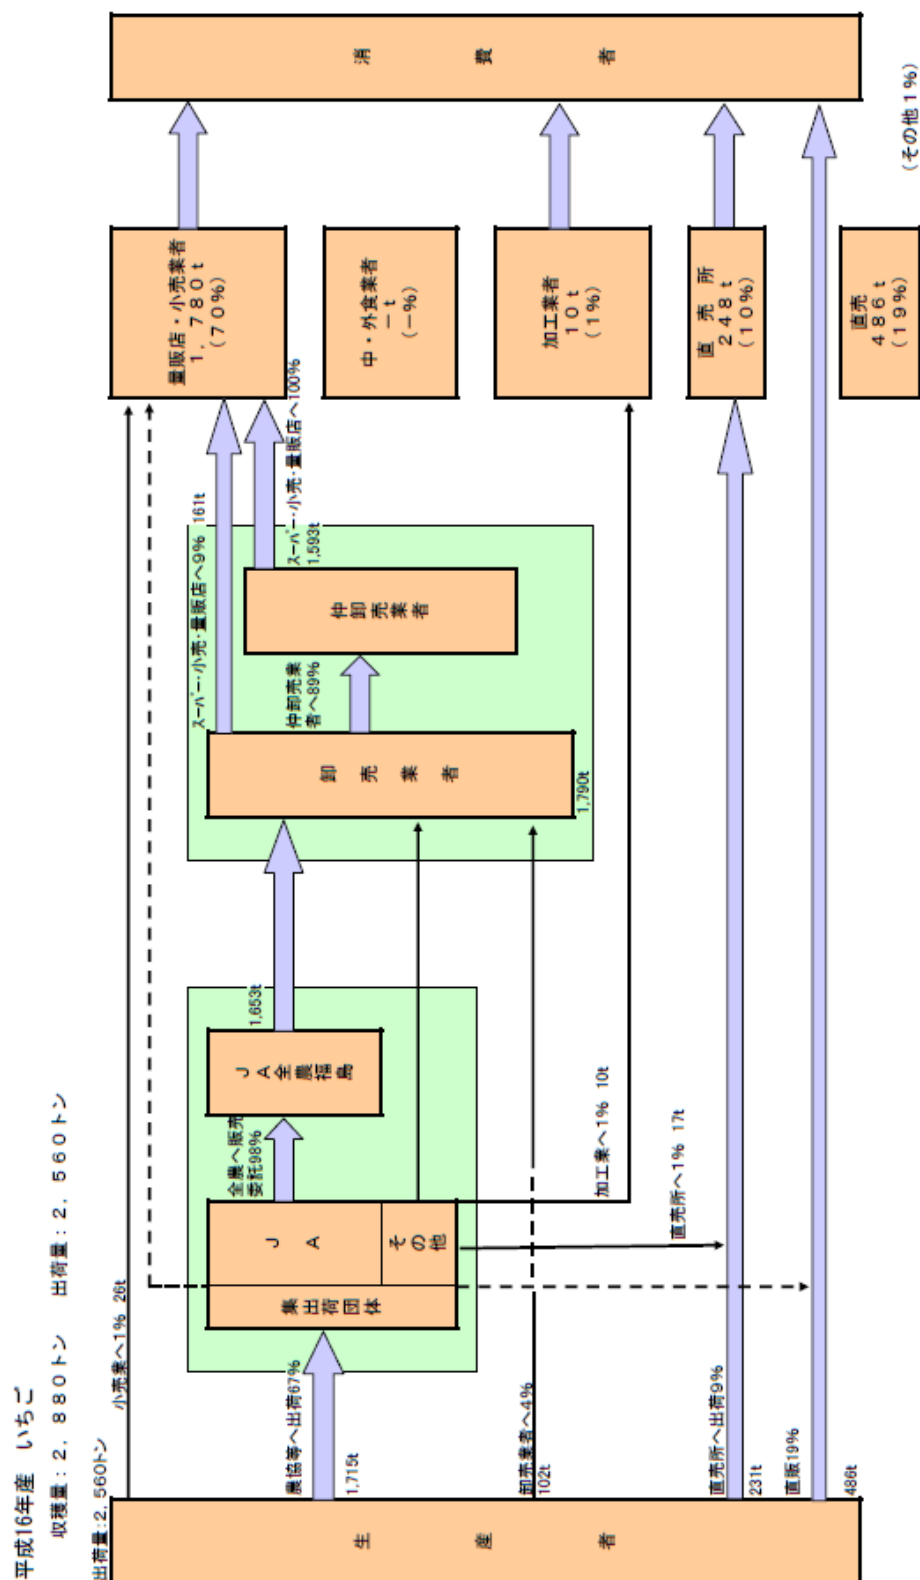 平成16年産　いちご
収穫量：２，８８０トン　出荷量：２，５６０トン
出荷量：２，５６０トン
小売業へ1%　26t
生産者
農協等へ出荷67%
1,715t
卸売業者へ4%
102t
直売所へ出荷9%
231t
直販19%
486t
集出荷団体
ＪＡ
その他
全農へ販売
委託98%
ＪＡ全農福島
1,653t
加工業へ1%　10t
直売所へ1%　17t
卸売業者
1,790t
スーパー・小売・量販店へ9%　161t
仲卸売業
者へ89%
仲卸売業者
スーパー・小売・量販店へ100%
1,593t
量販店・小売業者
１，７８０ｔ
（７０％）
中・外食業者
－ｔ
（－％）
加工業者
１０ｔ
（１％）
直売所
２４８ｔ
（１０％）
直売
４８６ｔ
（１９％）
消費者
（その他１％）